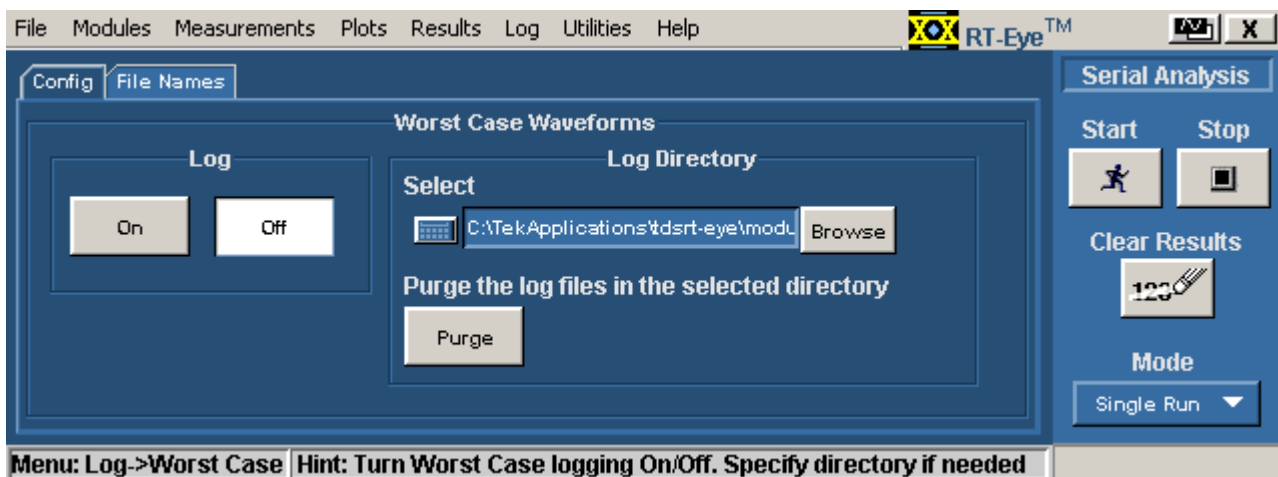 File Modules Measurements Plots Results Log Utilities Help RT-Eye™ X
Config File Names
Worst Case Waveforms
Log
On Off
Log Directory
Select
C:\TekApplications\tdsrt-eye\modu Browse
Purge the log files in the selected directory
Purge
Serial Analysis
Start Stop
Clear Results
123
Mode
Single Run
Menu: Log->Worst Case Hint: Turn Worst Case logging On/Off. Specify directory if needed